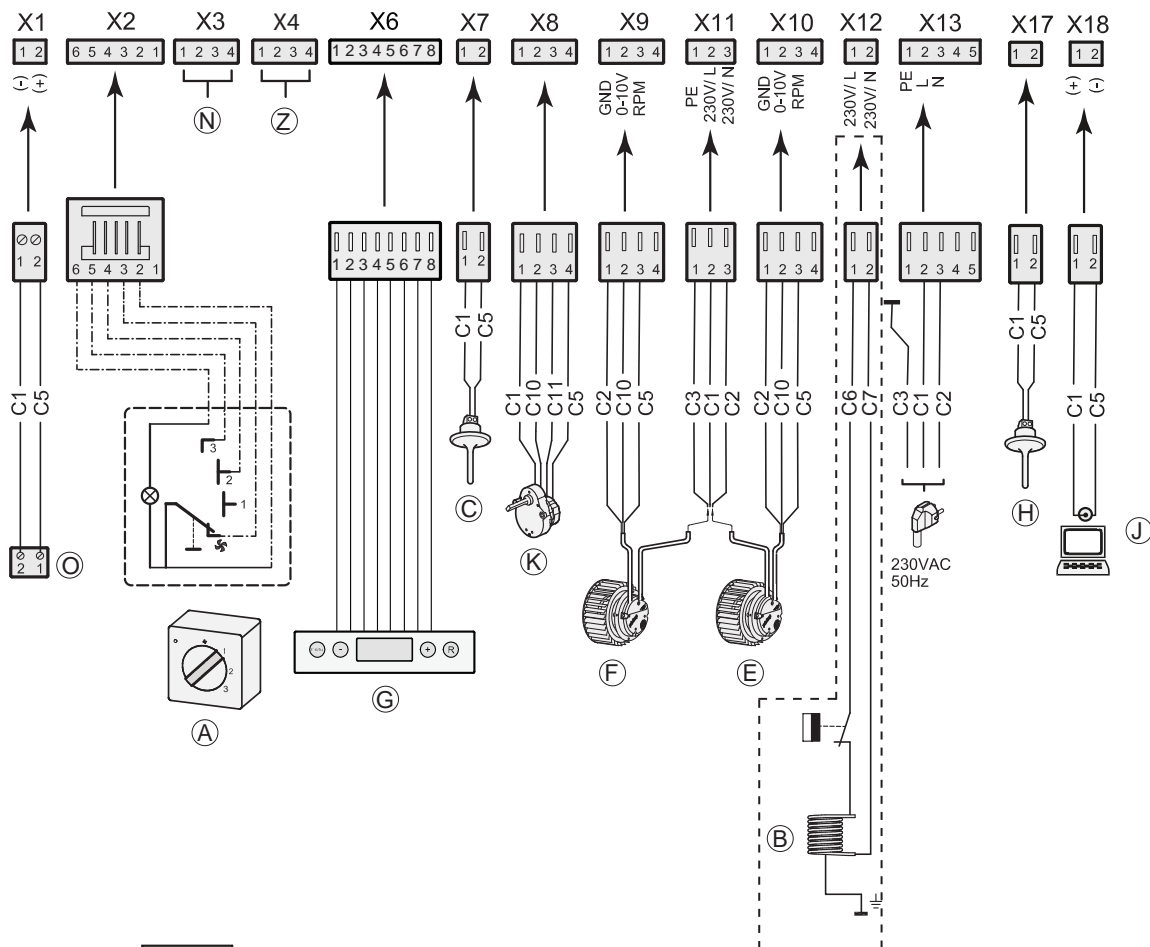 X1 X2 X3 X4 X6 X7 X8 X9 X11 X10 X12 X13 X17 X18
1 2 6 5 4 3 2 1 1 2 3 4 1 2 3 4 1 2 3 4 5 6 7 8 1 2 1 2 3 4 1 2 3 4 1 2 3 1 2 3 4 1 2 1 2 3 4 5 1 2 1 2
(-)
(+)
N
Z
GND
0-10V
RPM
PE
230V/ L
230V/ N
GND
0-10V
RPM
230V/ L
230V/ N
PE
L
N
(+)
(-)
1 2
6 5 4 3 2 1
1 2 3 4 5 6 7 8
1 2
1 2 3 4
1 2 3 4
1 2 3
1 2 3 4
1 2
1 2 3 4 5
1 2
1 2
C1 C5
C1 C5
C1 C5
C1 C10 C11 C5
C2 C10 C5
C3 C1 C2
C2 C10 C5
C6 C7
C3 C1 C2
C1 C5
3
2
1
C
H
J
K
2 1
O
230VAC
50Hz
- + R
F
E
G
1
2
3
A
B